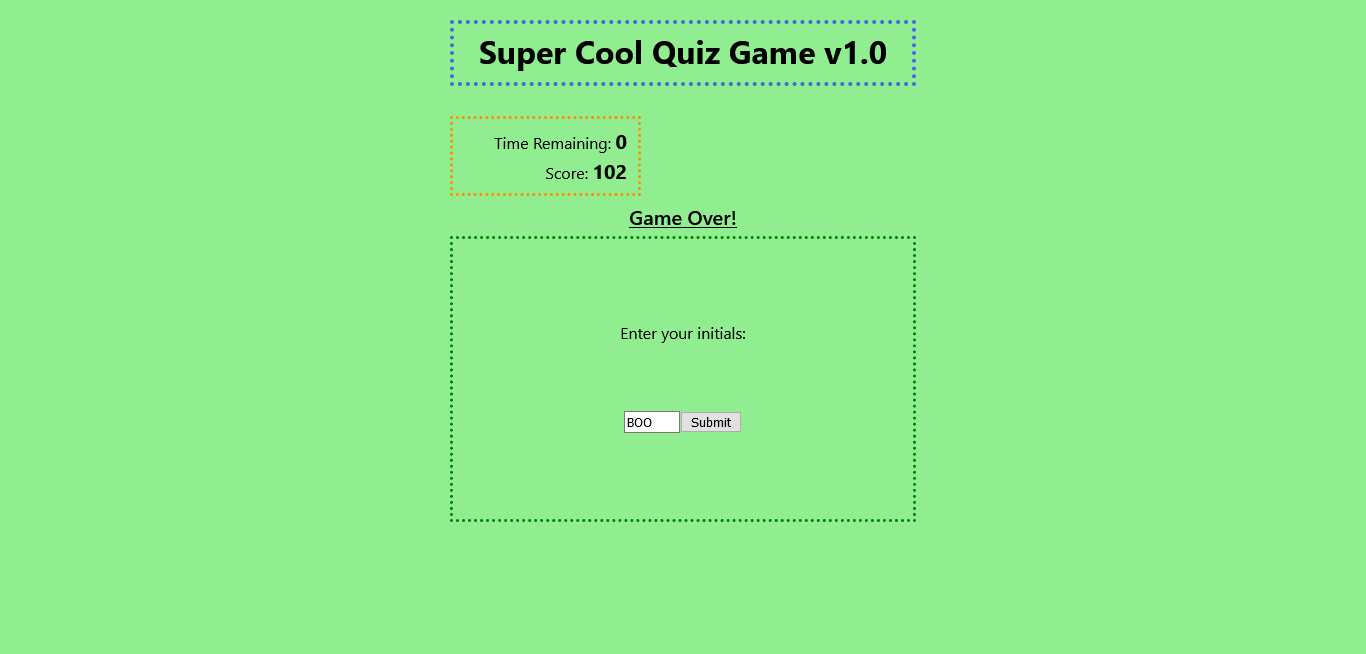 Super Cool Quiz Game v1.0
Time Remaining: 0
Score: 102
Game Over!
Enter your initials:
BOO Submit